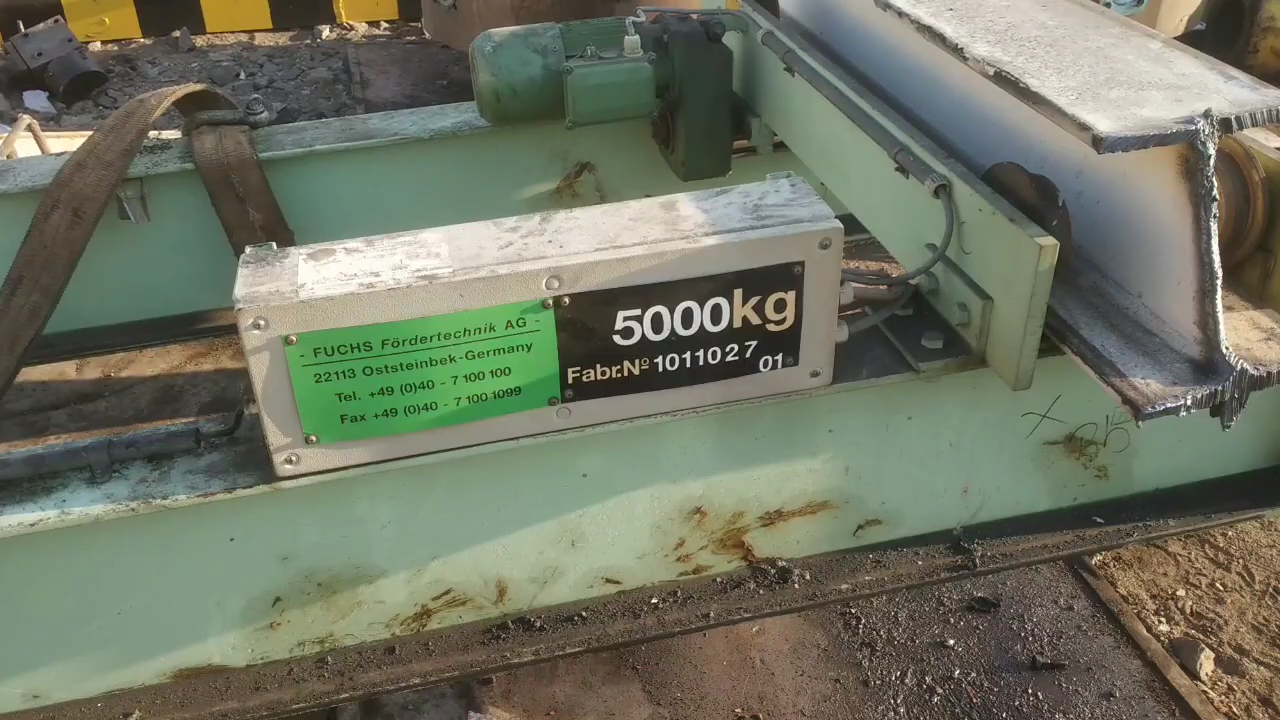 - FUCHS Fördertechnik AG -
22113 Oststeinbek-Germany
Tel. +49 (0)40 - 7 100 100
Fax +49 (0)40 - 7 100 1099
5000kg
Fabr.Nº 1011027
01